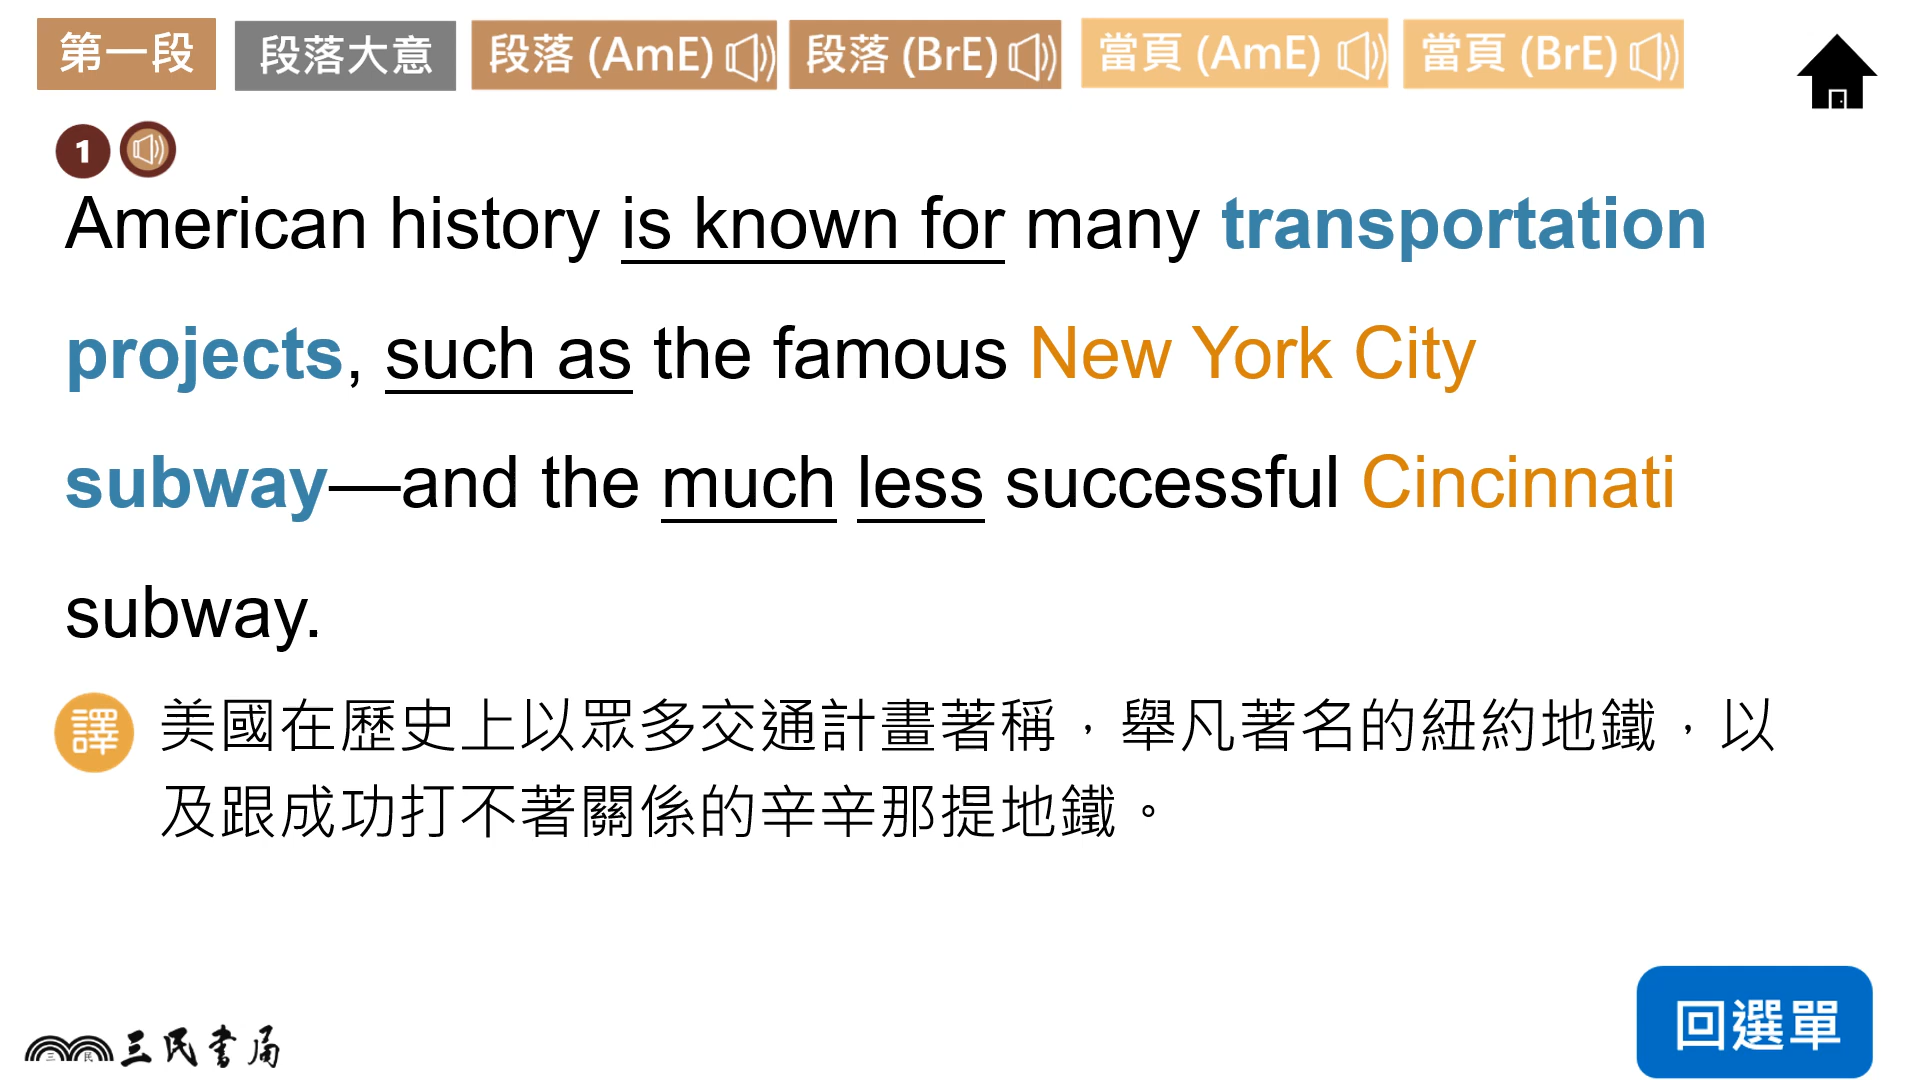 第一段 段落大意 段落 (AmE) 段落 (BrE) 當頁 (AmE) 當頁 (BrE)
1
American history is known for many transportation
projects, such as the famous New York City
subway—and the much less successful Cincinnati
subway.
譯 美國在歷史上以眾多交通計畫著稱，舉凡著名的紐約地鐵，以
及跟成功打不著關係的辛辛那提地鐵。
三民 三民書局
回選單